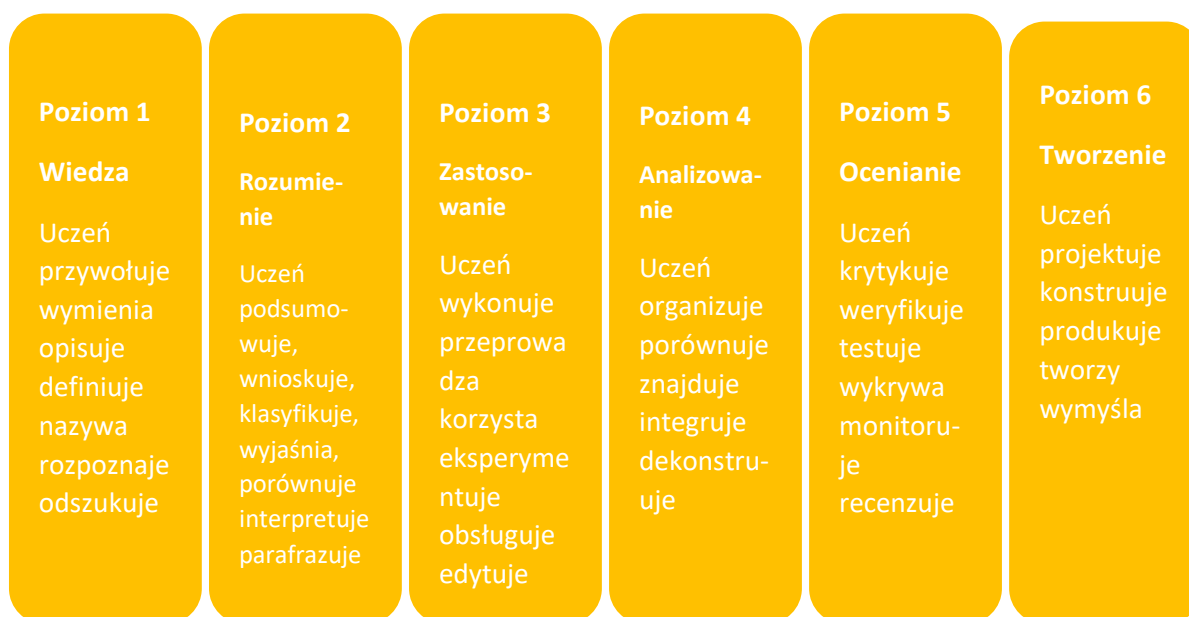 Poziom 1
Wiedza
Uczeń
przywołuje
wymienia
opisuje
definiuje
nazywa
rozpoznaje
odszukuje
Poziom 2
Rozumie-
nie
Uczeń
podsumo-
wuje,
wnioskuje,
klasyfikuje,
wyjaśnia,
porównuje
interpretuje
parafrazuje
Poziom 3
Zastoso-
wanie
Uczeń
wykonuje
przeprowa
dza
korzysta
eksperyme
ntuje
obsługuje
edytuje
Poziom 4
Analizowa-
nie
Uczeń
organizuje
porównuje
znajduje
integruje
dekonstru-
uje
Poziom 5
Ocenianie
Uczeń
krytykuje
weryfikuje
testuje
wykrywa
monitoru-
je
recenzuje
Poziom 6
Tworzenie
Uczeń
projektuje
konstruuje
produkuje
tworzy
wymyśla